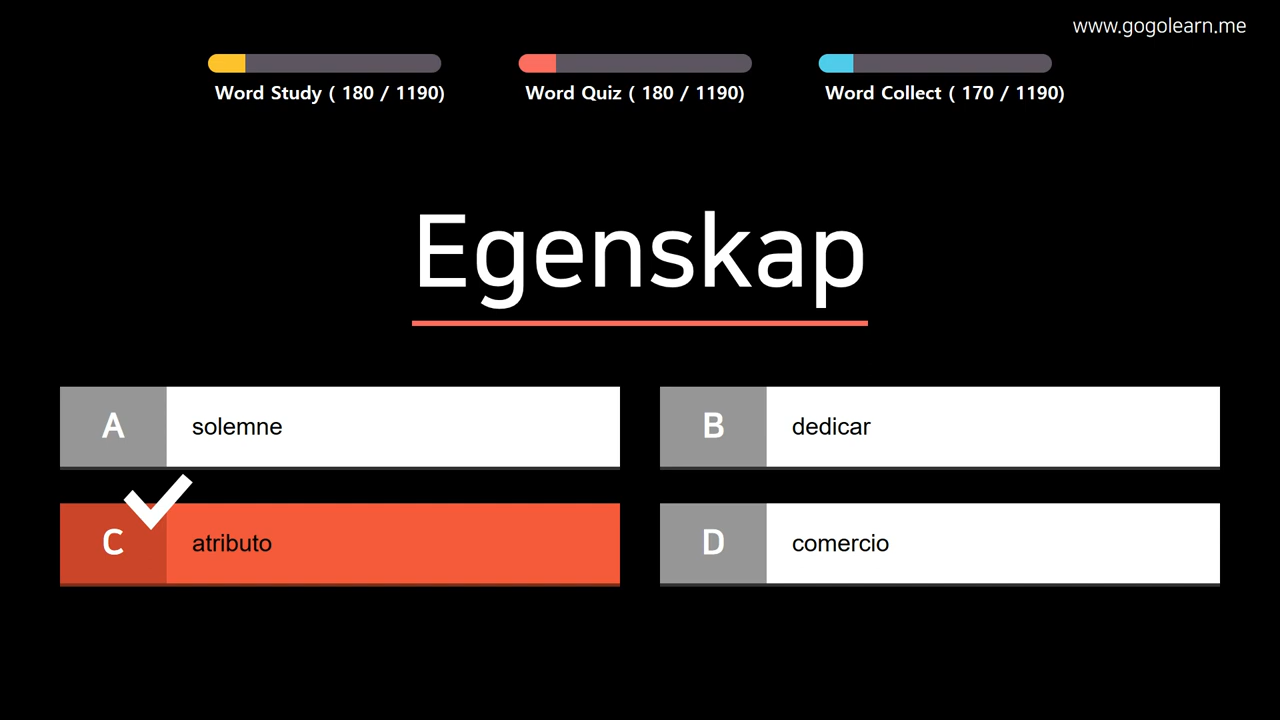 www.gogolearn.me
Word Study ( 180 / 1190)
Word Quiz ( 180 / 1190)
Word Collect ( 170 / 1190)
Egenskap
A solemne
B dedicar
C atributo
D comercio